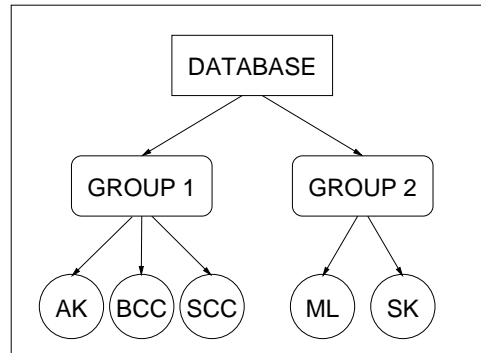 DATABASE
GROUP 1 GROUP 2
AK BCC SCC ML SK